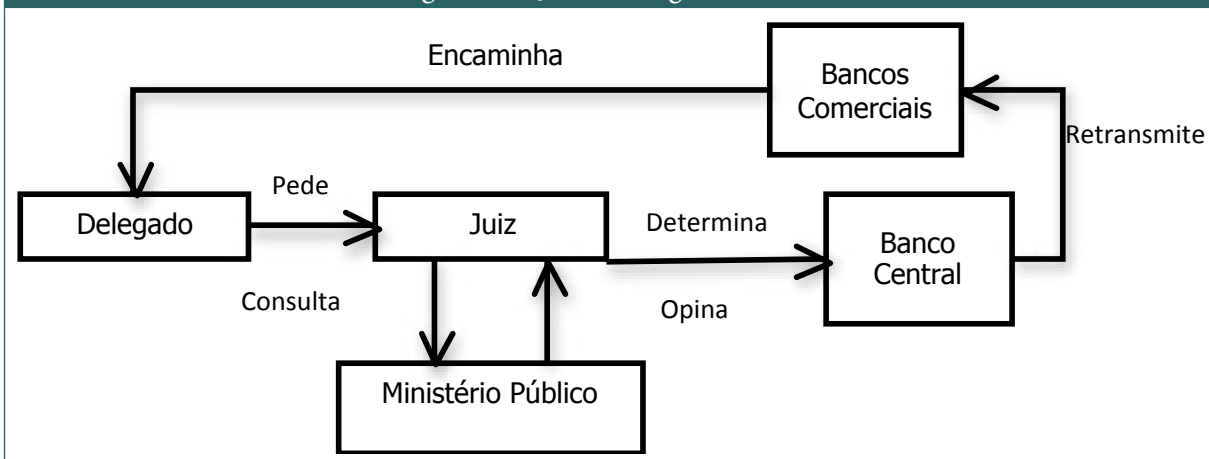 Encaminha
Bancos
Comerciais
Retransmite
Pede
Delegado
Juiz
Determina
Banco
Central
Consulta
Opina
Ministério Público